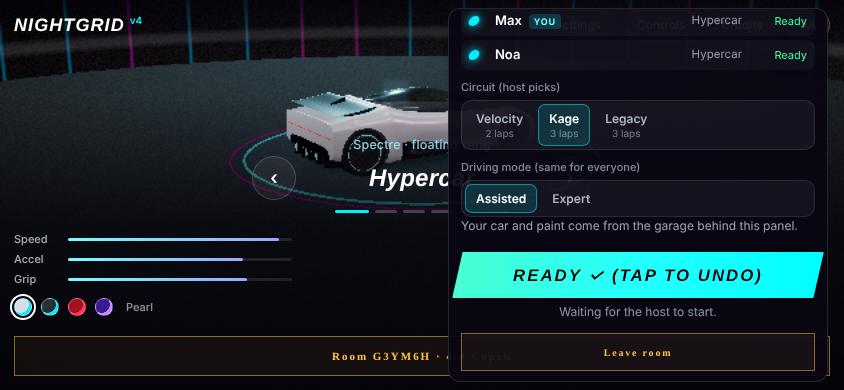 NIGHTGRID v4
Max YOU Hypercar Ready
Noa Hypercar Ready
Circuit (host picks)
Velocity Kage Legacy
2 laps 3 laps 3 laps
Driving mode (same for everyone)
Assisted Expert
Your car and paint come from the garage behind this panel.
READY ✓ (TAP TO UNDO)
Waiting for the host to start.
Leave room
Spectre · floating
‹ Hypercar
Speed
Accel
Grip
Pearl
Room G3YM6H · open